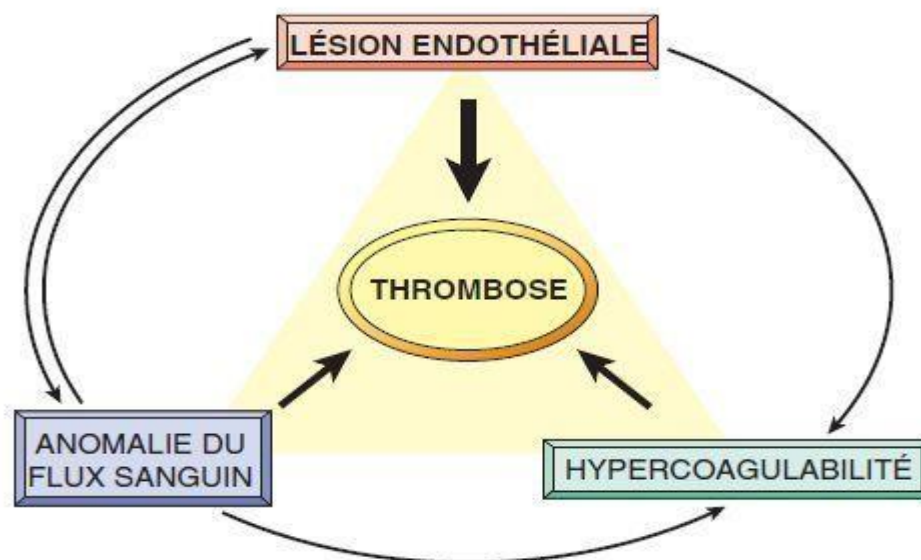 LÉSION ENDOTHÉLIALE
THROMBOSE
ANOMALIE DU
FLUX SANGUIN
HYPERCOAGULABILITÉ